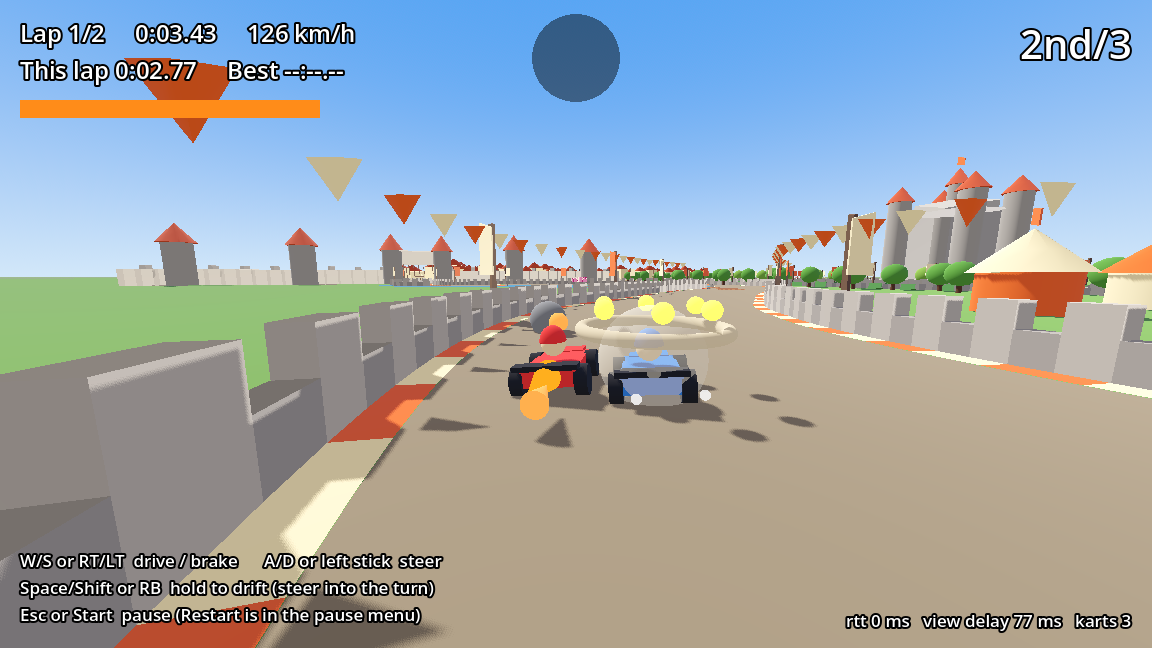 Lap 1/2 0:03.43 126 km/h
2nd/3
This lap 0:02.77 Best --:--.--
W/S or RT/LT drive / brake A/D or left stick steer
Space/Shift or RB hold to drift (steer into the turn)
Esc or Start pause (Restart is in the pause menu)
rtt 0 ms view delay 77 ms karts 3